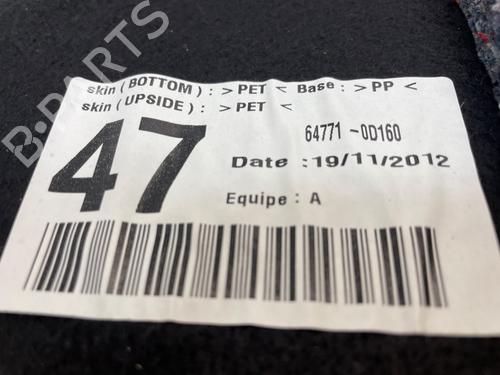 skin (BOTTOM) : >PET < Base : >PP <
skin (UPSIDE) : >PET <
47
64771-0D160
Date :19/11/2012
Equipe : A
B-PARTS